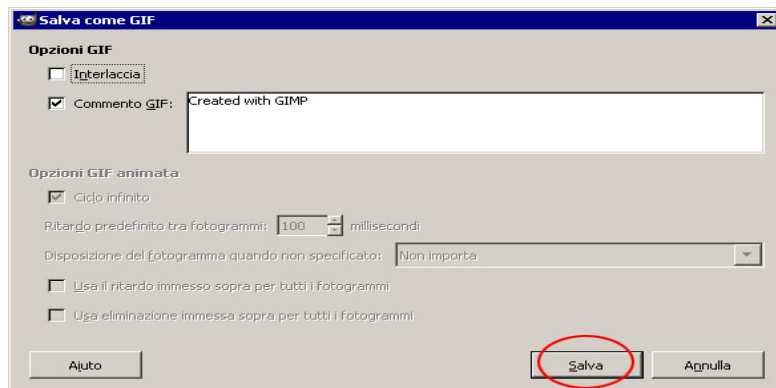 Salva come GIF
Opzioni GIF
Interlaccia
Commento GIF: Created with GIMP
Opzioni GIF animata
Ciclo infinito
Ritardo predefinito tra fotogrammi: 100 millisecondi
Disposizione del fotogramma quando non specificato: Non importa
Usa il ritardo immesso sopra per tutti i fotogrammi
Usa eliminazione immessa sopra per tutti i fotogrammi
Aiuto Salva Annulla